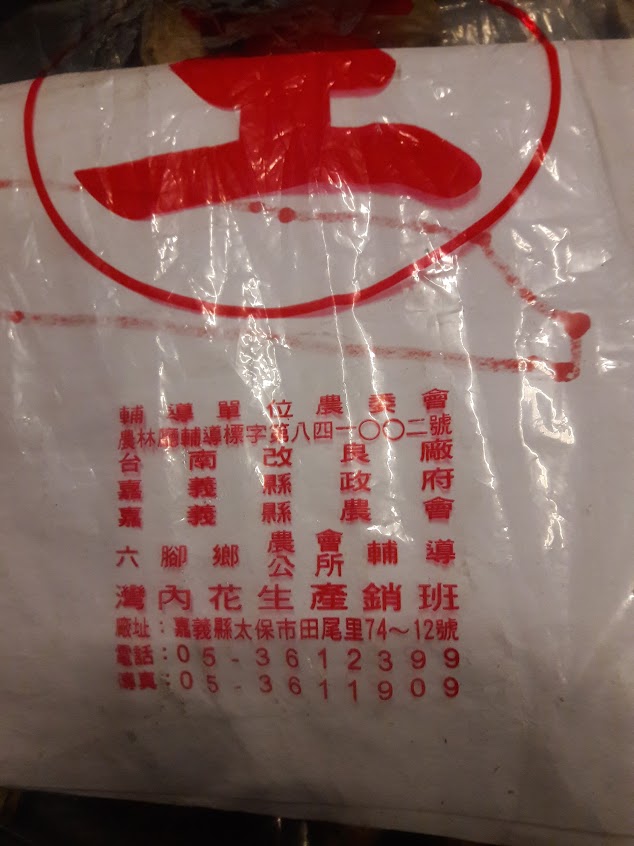 王
輔導單位農委會
農林廳輔導標字第八四一〇〇二號
台南改良廠
嘉義縣政府
嘉義縣農會
六腳鄉農會公所輔導
灣內花生產銷班
廠址：嘉義縣太保市田尾里74～12號
電話：05-3612399
傳真：05-3611909